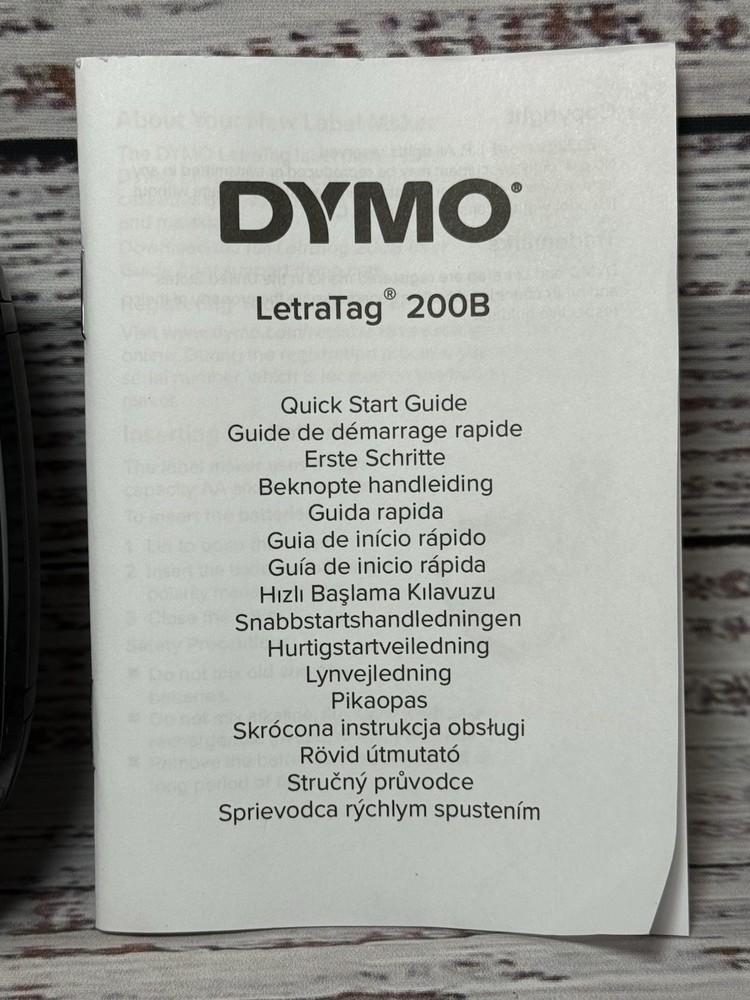 DYMO®
LetraTag® 200B
Quick Start Guide
Guide de démarrage rapide
Erste Schritte
Beknopte handleiding
Guida rapida
Guia de início rápido
Guía de inicio rápida
Hızlı Başlama Kılavuzu
Snabbstartshandledningen
Hurtigstartveiledning
Lynvejledning
Pikaopas
Skrócona instrukcja obsługi
Rövid útmutató
Stručný průvodce
Sprievodca rýchlym spustením